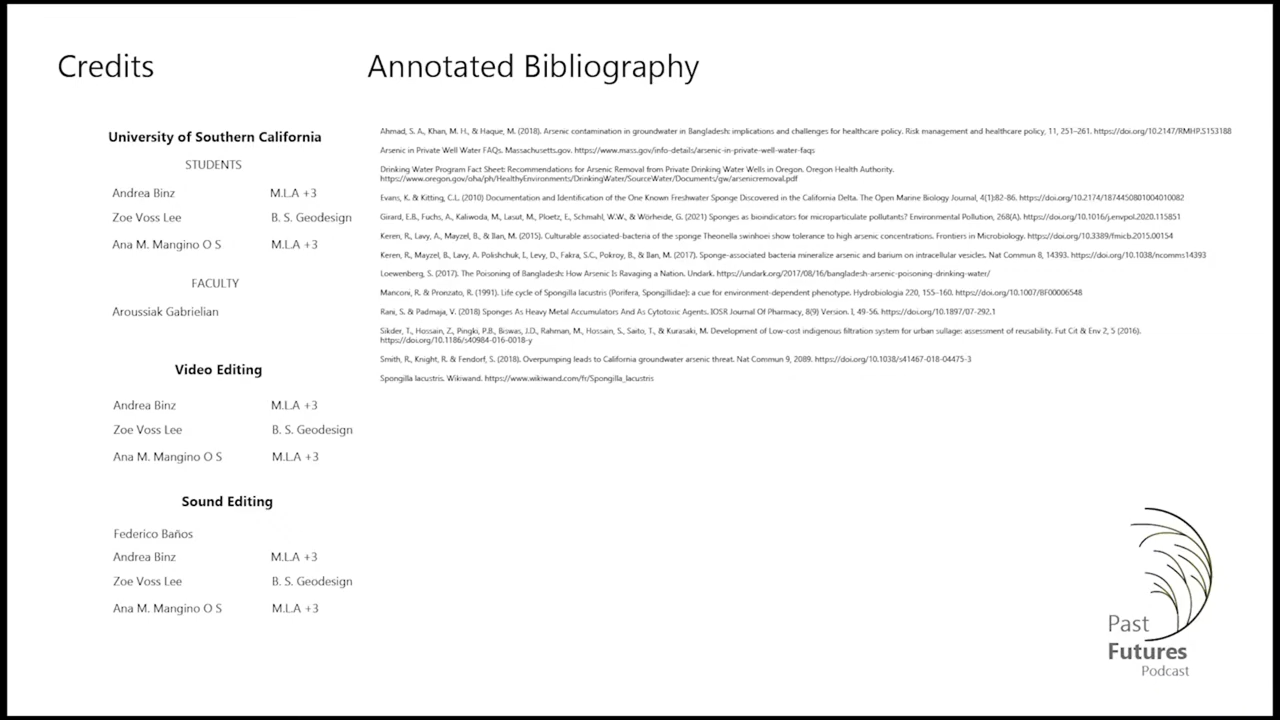 Credits
University of Southern California
STUDENTS
Andrea Binz M.L.A +3
Zoe Voss Lee B. S. Geodesign
Ana M. Mangino O S M.L.A +3
FACULTY
Aroussiak Gabrielian
Video Editing
Andrea Binz M.L.A +3
Zoe Voss Lee B. S. Geodesign
Ana M. Mangino O S M.L.A +3
Sound Editing
Federico Baños
Andrea Binz M.L.A +3
Zoe Voss Lee B. S. Geodesign
Ana M. Mangino O S M.L.A +3
Annotated Bibliography
Ahmad, S. A., Khan, M. H., & Haque, M. (2018). Arsenic contamination in groundwater in Bangladesh: implications and challenges for healthcare policy. Risk management and healthcare policy, 11, 251–261. https://doi.org/10.2147/RMHP.S153188
Arsenic in Private Well Water FAQs. Massachusetts.gov. https://www.mass.gov/info-details/arsenic-in-private-well-water-faqs
Drinking Water Program Fact Sheet: Recommendations for Arsenic Removal from Private Drinking Water Wells in Oregon. Oregon Health Authority.
https://www.oregon.gov/oha/ph/HealthyEnvironments/DrinkingWater/SourceWater/Documents/gw/arsenicremoval.pdf
Evans, K. & Kitting, C.L. (2010) Documentation and Identification of the One Known Freshwater Sponge Discovered in the California Delta. The Open Marine Biology Journal, 4(1):82-86. https://doi.org/10.2174/1874450801004010082
Girard, E.B., Fuchs, A., Kaliwoda, M., Lasut, M., Ploetz, E., Schmahl, W.W., & Wörheide, G. (2021) Sponges as bioindicators for microparticulate pollutants? Environmental Pollution, 268(A). https://doi.org/10.1016/j.envpol.2020.115851
Keren, R., Lavy, A., Mayzel, B., & Ilan, M. (2015). Culturable associated-bacteria of the sponge Theonella swinhoei show tolerance to high arsenic concentrations. Frontiers in Microbiology. https://doi.org/10.3389/fmicb.2015.00154
Keren, R., Mayzel, B., Lavy, A. Polishchuk, I., Levy, D., Fakra, S.C., Pokroy, B., & Ilan, M. (2017). Sponge-associated bacteria mineralize arsenic and barium on intracellular vesicles. Nat Commun 8, 14393. https://doi.org/10.1038/ncomms14393
Loewenberg, S. (2017). The Poisoning of Bangladesh: How Arsenic Is Ravaging a Nation. Undark. https://undark.org/2017/08/16/bangladesh-arsenic-poisoning-drinking-water/
Manconi, R. & Pronzato, R. (1991). Life cycle of Spongilla lacustris (Porifera, Spongillidae): a cue for environment-dependent phenotype. Hydrobiologia 220, 155–160. https://doi.org/10.1007/BF00006548
Rani, S. & Padmaja, V. (2018) Sponges As Heavy Metal Accumulators And As Cytotoxic Agents. IOSR Journal Of Pharmacy, 8(9) Version. I, 49-56. https://doi.org/10.1897/07-292.1
Sikder, T., Hossain, Z., Pingki, P.B., Biswas, J.D., Rahman, M., Hossain, S., Saito, T., & Kurasaki, M. Development of Low-cost indigenous filtration system for urban sullage: assessment of reusability. Fut Cit & Env 2, 5 (2016).
https://doi.org/10.1186/s40984-016-0018-y
Smith, R., Knight, R. & Fendorf, S. (2018). Overpumping leads to California groundwater arsenic threat. Nat Commun 9, 2089. https://doi.org/10.1038/s41467-018-04475-3
Spongilla lacustris. Wikiwand. https://www.wikiwand.com/fr/Spongilla_lacustris
Past
Futures
Podcast